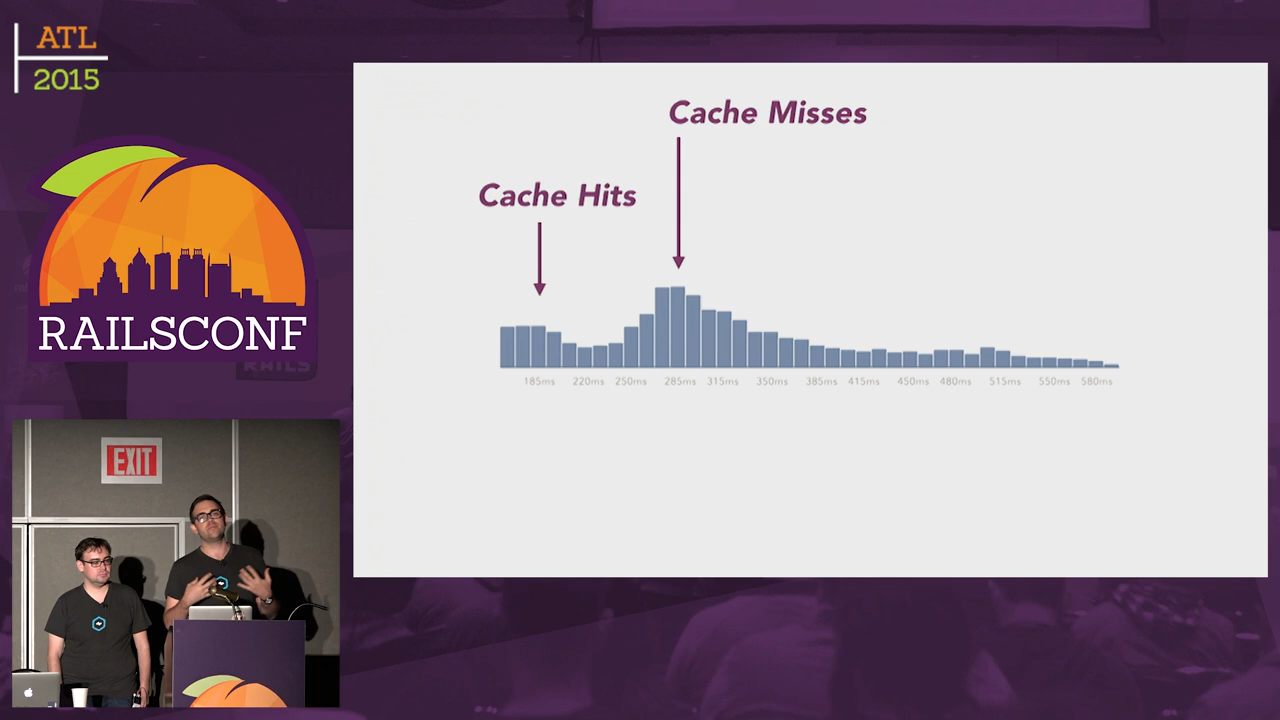 ATL
2015
RAILSCONF
RAILS
EXIT
Cache Misses
Cache Hits
185ms 220ms 250ms 285ms 315ms 350ms 385ms 415ms 450ms 480ms 515ms 550ms 580ms